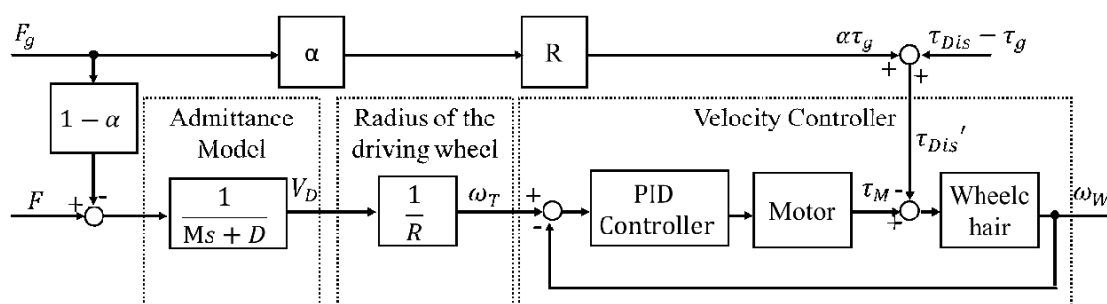 F_g
α
R
ατ_g
τ_Dis − τ_g
+
+
1 − α
Admittance
Model
Radius of the
driving wheel
Velocity Controller
τ_Dis′
F
+
-
1
Ms + D
V_D
1
R
ω_T
+
-
PID
Controller
Motor
τ_M
-
+
Wheelc
hair
ω_W